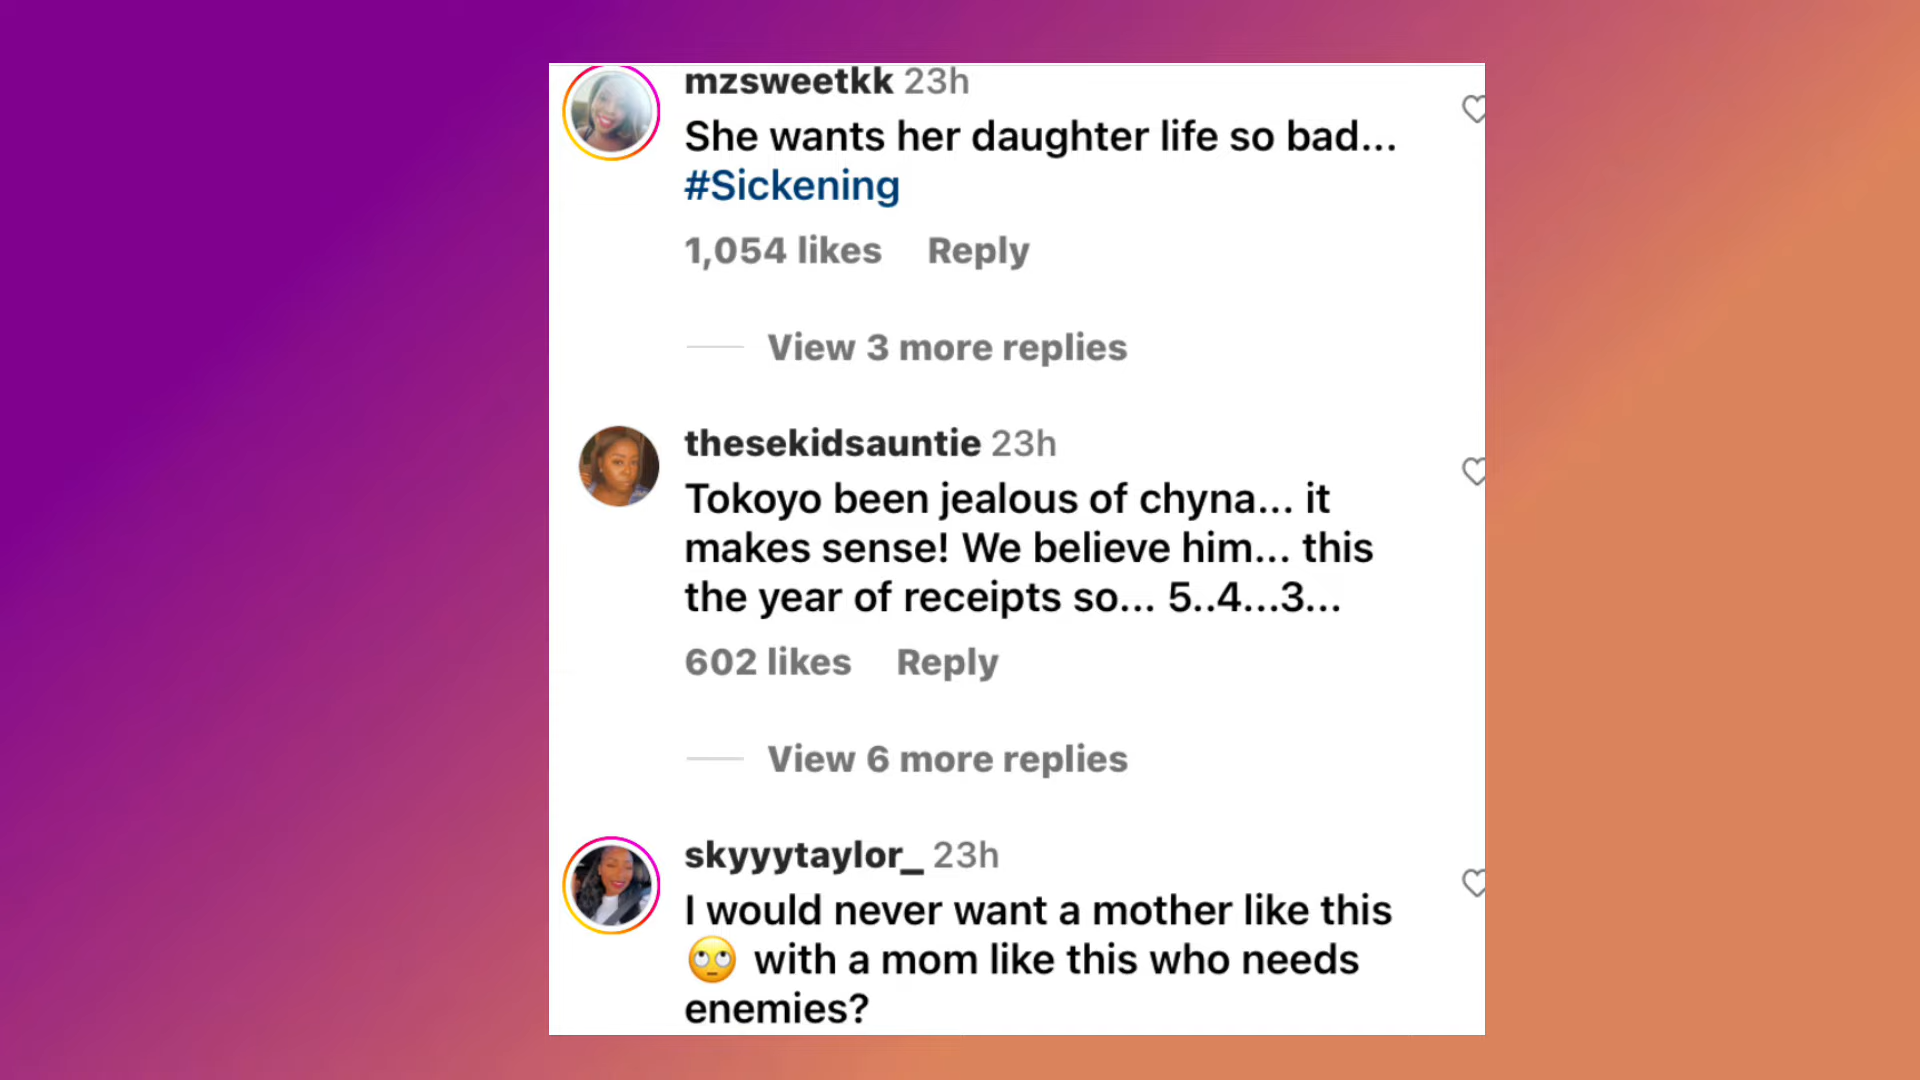 mzsweetkk 23h
She wants her daughter life so bad...
#Sickening
1,054 likes Reply
View 3 more replies
thesekidsauntie 23h
Tokoyo been jealous of chyna... it
makes sense! We believe him... this
the year of receipts so... 5..4...3...
602 likes Reply
View 6 more replies
skyyytaylor_ 23h
I would never want a mother like this
🙄 with a mom like this who needs
enemies?